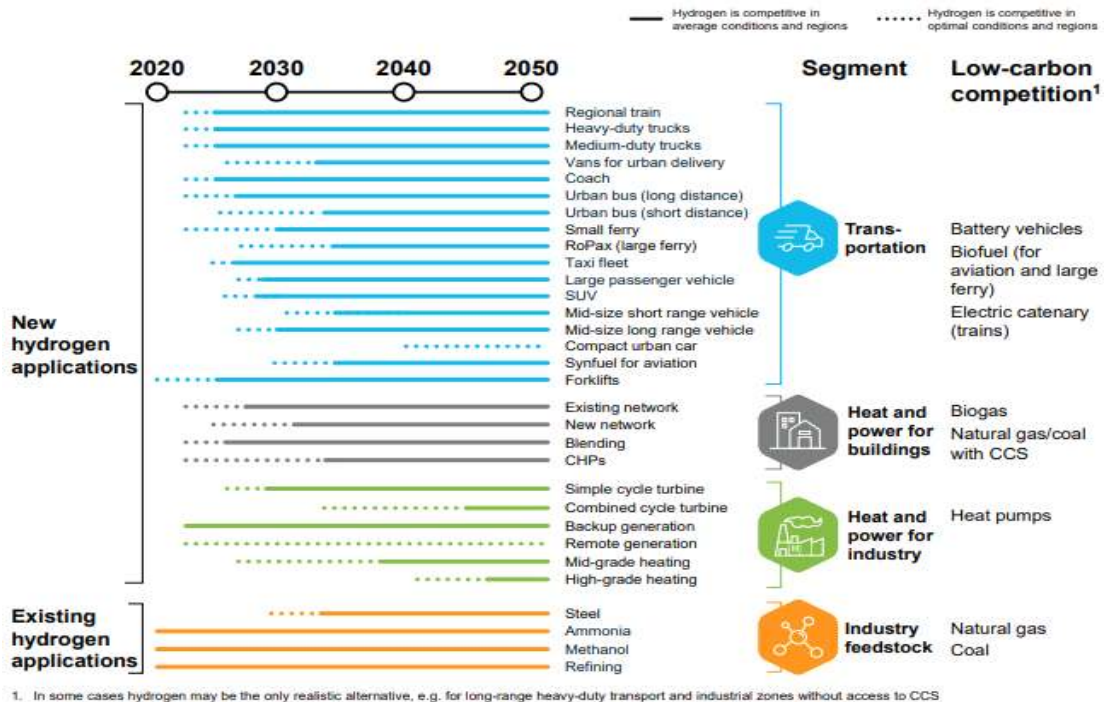 Hydrogen is competitive in
average conditions and regions
Hydrogen is competitive in
optimal conditions and regions
2020 2030 2040 2050
Segment
Low-carbon
competition1
New
hydrogen
applications
Regional train
Heavy-duty trucks
Medium-duty trucks
Vans for urban delivery
Coach
Urban bus (long distance)
Urban bus (short distance)
Small ferry
RoPax (large ferry)
Taxi fleet
Large passenger vehicle
SUV
Mid-size short range vehicle
Mid-size long range vehicle
Compact urban car
Synfuel for aviation
Forklifts
Trans-
portation
Battery vehicles
Biofuel (for
aviation and large
ferry)
Electric catenary
(trains)
Existing network
New network
Blending
CHPs
Heat and
power for
buildings
Biogas
Natural gas/coal
with CCS
Simple cycle turbine
Combined cycle turbine
Backup generation
Remote generation
Mid-grade heating
High-grade heating
Heat and
power for
industry
Heat pumps
Existing
hydrogen
applications
Steel
Ammonia
Methanol
Refining
Industry
feedstock
Natural gas
Coal
1. In some cases hydrogen may be the only realistic alternative, e.g. for long-range heavy-duty transport and industrial zones without access to CCS